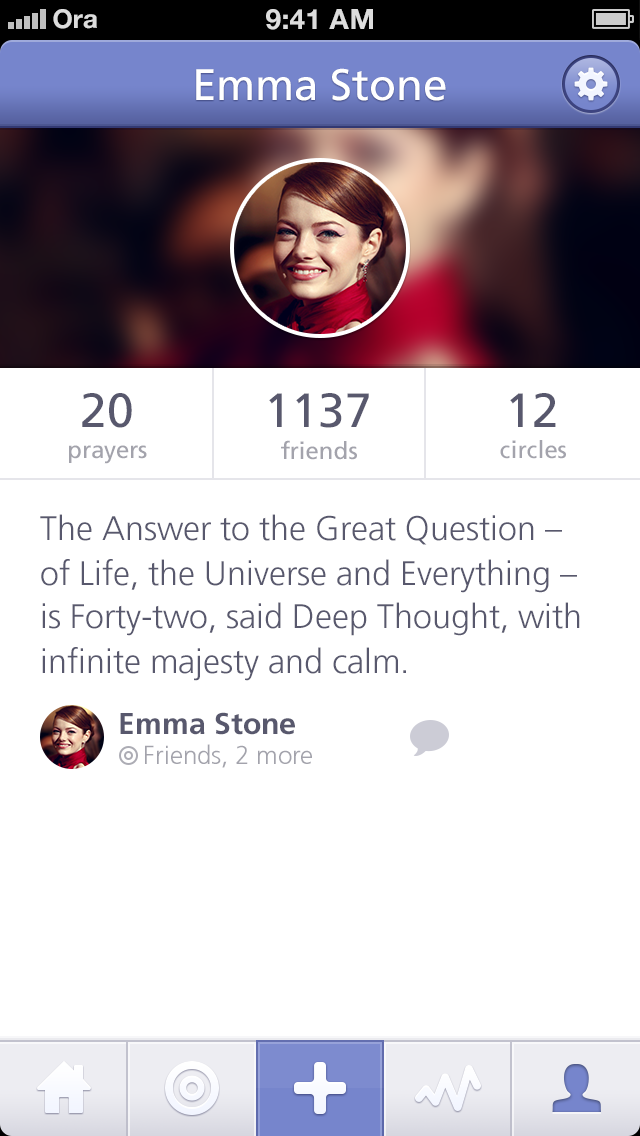 Ora 9:41 AM
Emma Stone
20 1137 12
prayers friends circles
The Answer to the Great Question –
of Life, the Universe and Everything –
is Forty-two, said Deep Thought, with
infinite majesty and calm.
Emma Stone
Friends, 2 more